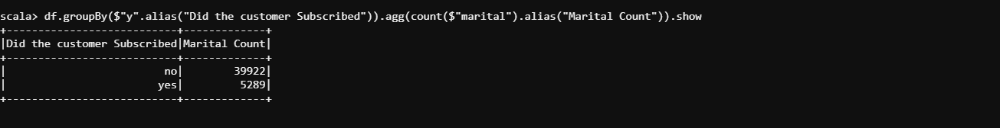 scala> df.groupBy($"y".alias("Did the customer Subscribed")).agg(count($"marital").alias("Marital Count")).show
+---------------------------+-------------+
|Did the customer Subscribed|Marital Count|
+---------------------------+-------------+
|                         no|        39922|
|                        yes|         5289|
+---------------------------+-------------+